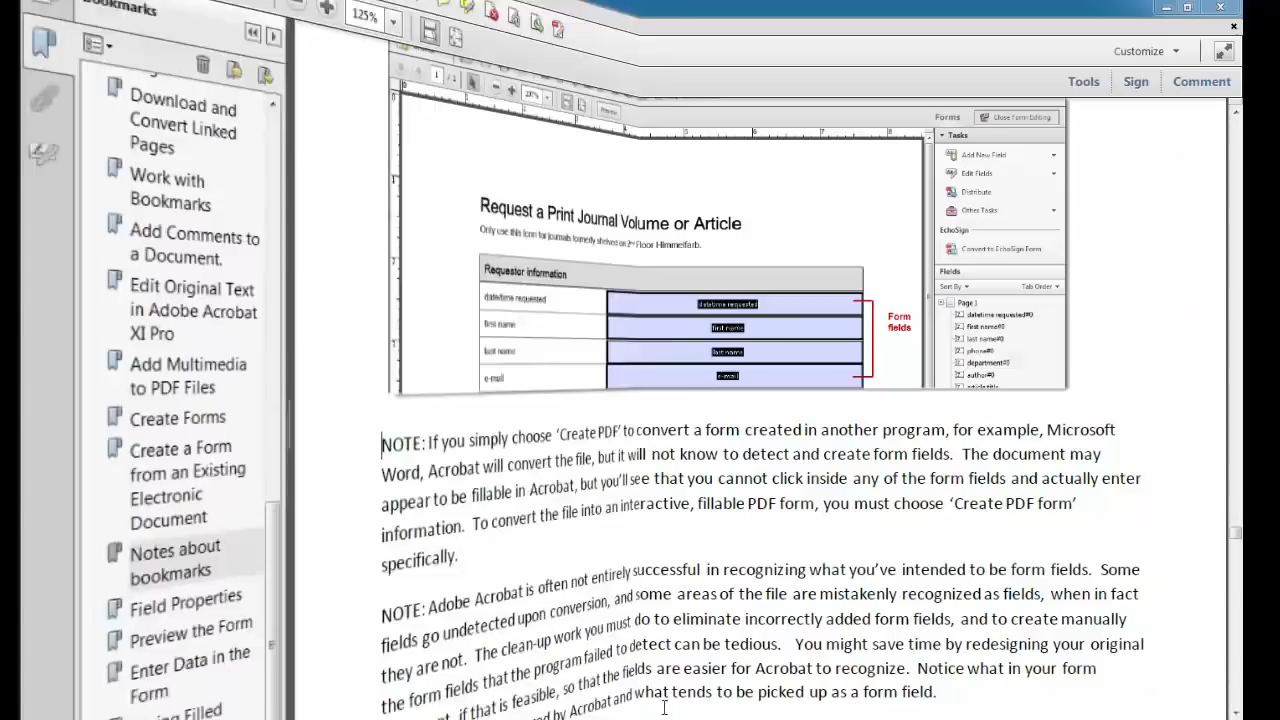 Bookmarks
125%
Customize
Tools
Sign
Comment
Download and
Convert Linked
Pages
Work with
Bookmarks
Add Comments to
a Document.
Edit Original Text
in Adobe Acrobat
XI Pro
Add Multimedia
to PDF Files
Create Forms
Create a Form
from an Existing
Electronic
Document
Notes about
bookmarks
Field Properties
Preview the Form
Enter Data in the
Form
Filled
Forms
Close Form Editing
Tasks
Add New Field
Edit Fields
Distribute
Other Tasks
EchoSign
Convert to EchoSign Form
Fields
Sort By
Tab Order
Page 1
datetime requested#0
first name#0
last name#0
phone#0
department#0
author#0
article title
Request a Print Journal Volume or Article
Only use this form for journals formerly shelved on 2nd Floor Himmelfarb.
Requestor information
date/time requested
datetime requested
first name
first name
last name
last name
e-mail
e-mail
Form
fields
NOTE: If you simply choose ‘Create PDF’ to convert a form created in another program, for example, Microsoft
Word, Acrobat will convert the file, but it will not know to detect and create form fields. The document may
appear to be fillable in Acrobat, but you’ll see that you cannot click inside any of the form fields and actually enter
information. To convert the file into an interactive, fillable PDF form, you must choose ‘Create PDF form’
specifically.
NOTE: Adobe Acrobat is often not entirely successful in recognizing what you’ve intended to be form fields. Some
fields go undetected upon conversion, and some areas of the file are mistakenly recognized as fields, when in fact
they are not. The clean-up work you must do to eliminate incorrectly added form fields, and to create manually
the form fields that the program failed to detect can be tedious. You might save time by redesigning your original
if that is feasible, so that the fields are easier for Acrobat to recognize. Notice what in your form
by Acrobat and what tends to be picked up as a form field.